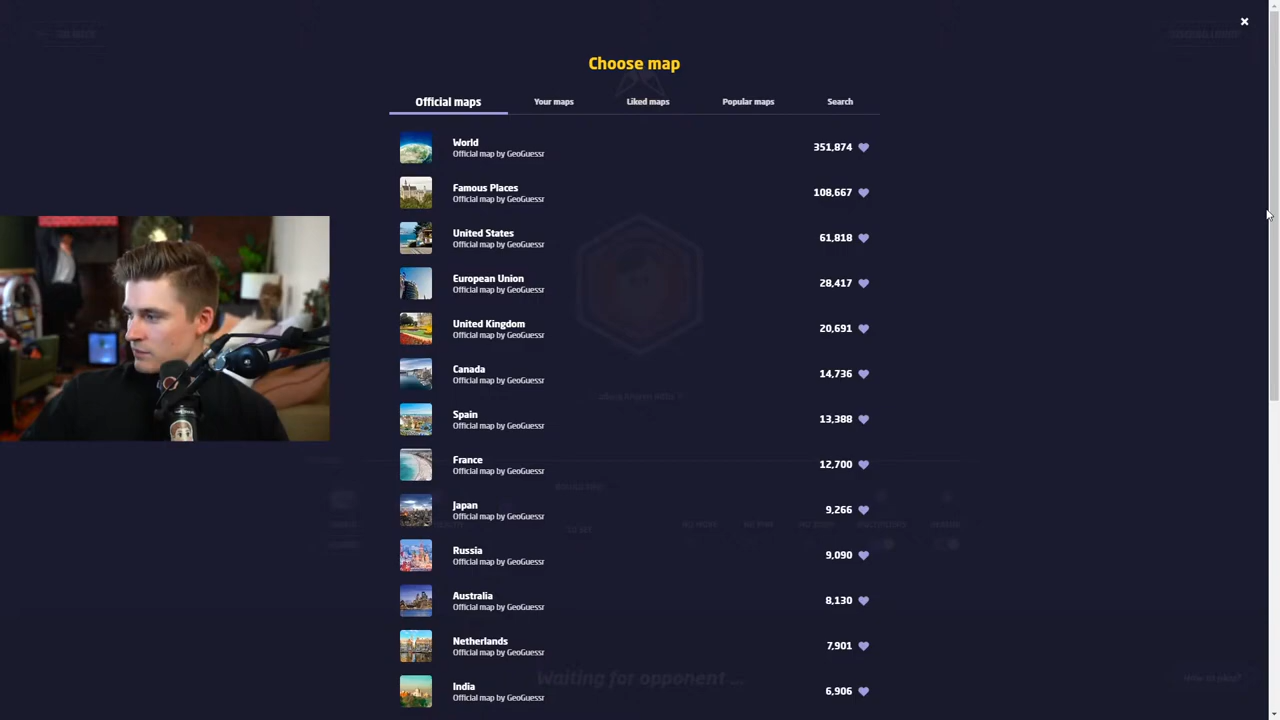 Choose map
Official maps
Your maps
Liked maps
Popular maps
Search
World
Official map by GeoGuessr
351,874
Famous Places
Official map by GeoGuessr
108,667
United States
Official map by GeoGuessr
61,818
European Union
Official map by GeoGuessr
28,417
United Kingdom
Official map by GeoGuessr
20,691
Canada
Official map by GeoGuessr
14,736
Spain
Official map by GeoGuessr
13,388
France
Official map by GeoGuessr
12,700
Japan
Official map by GeoGuessr
9,266
Russia
Official map by GeoGuessr
9,090
Australia
Official map by GeoGuessr
8,130
Netherlands
Official map by GeoGuessr
7,901
India
Official map by GeoGuessr
6,906
Waiting for opponent ...